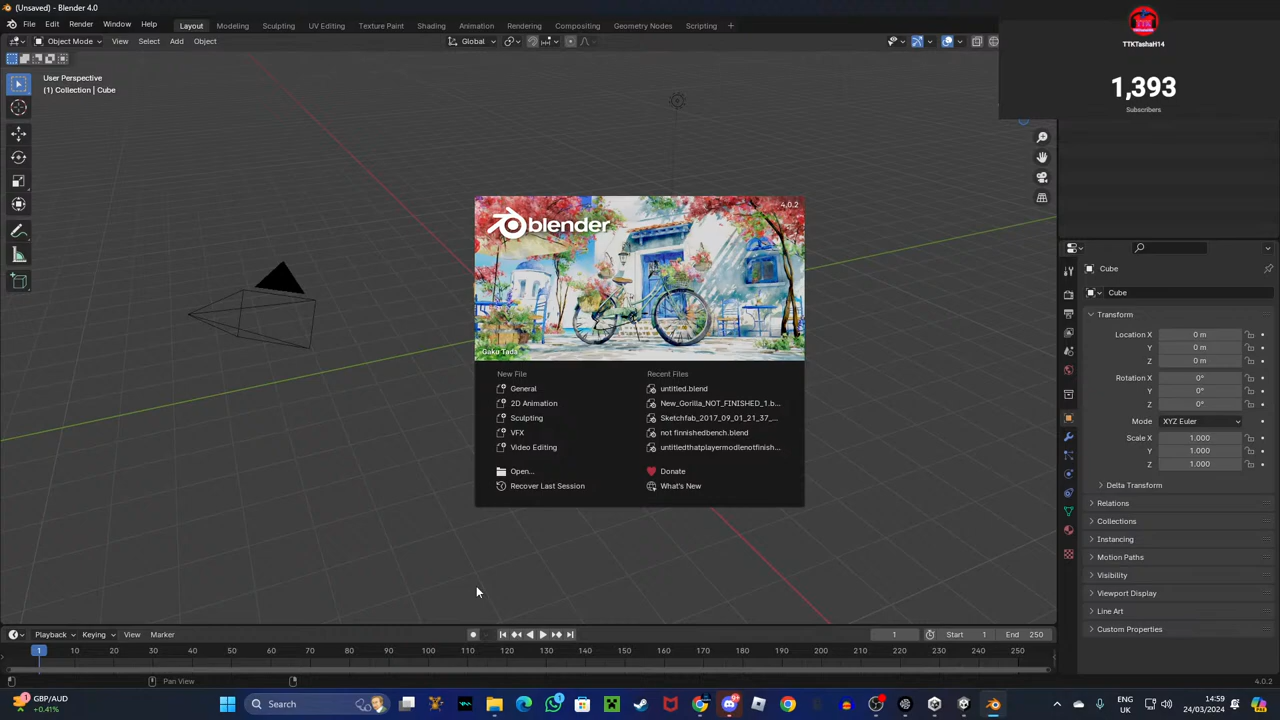 (Unsaved) - Blender 4.0
File Edit Render Window Help
Layout Modeling Sculpting UV Editing Texture Paint Shading Animation Rendering Compositing Geometry Nodes Scripting +
Object Mode View Select Add Object Global
User Perspective
(1) Collection | Cube
TTKTashaH14
1,393
Subscribers
blender 4.0.2
Gaku Tada
New File
General
2D Animation
Sculpting
VFX
Video Editing
Open...
Recover Last Session
Recent Files
untitled.blend
New_Gorilla_NOT_FINISHED_1.b...
Sketchfab_2017_09_01_21_37_...
not finnishedbench.blend
untitledthatplayermodlenotfinish...
Donate
What's New
Cube
Cube
Transform
Location X 0 m
Y 0 m
Z 0 m
Rotation X 0°
Y 0°
Z 0°
Mode XYZ Euler
Scale X 1.000
Y 1.000
Z 1.000
Delta Transform
Relations
Collections
Instancing
Motion Paths
Visibility
Viewport Display
Line Art
Custom Properties
Playback Keying View Marker 1 Start 1 End 250
1 10 20 30 40 50 60 70 80 90 100 110 120 130 140 150 160 170 180 190 200 210 220 230 240 250
Pan View 4.0.2
GBP/AUD
+0.41%
Search
1
9+
ENG
UK
14:59
24/03/2024